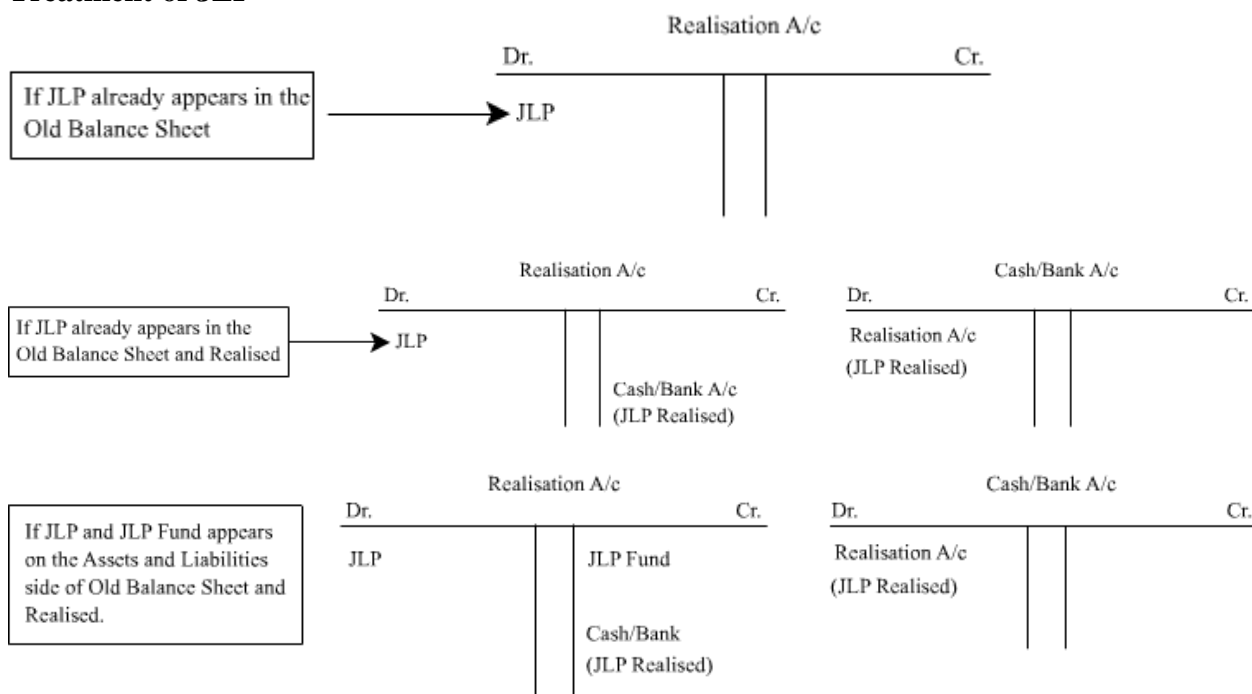 Realisation A/c
Dr. Cr.
If JLP already appears in the
Old Balance Sheet
JLP
Realisation A/c
Dr. Cr.
If JLP already appears in the
Old Balance Sheet and Realised
JLP
Cash/Bank A/c
(JLP Realised)
Cash/Bank A/c
Dr. Cr.
Realisation A/c
(JLP Realised)
Realisation A/c
Dr. Cr.
If JLP and JLP Fund appears
on the Assets and Liabilities
side of Old Balance Sheet and
Realised.
JLP
JLP Fund
Cash/Bank
(JLP Realised)
Cash/Bank A/c
Dr. Cr.
Realisation A/c
(JLP Realised)